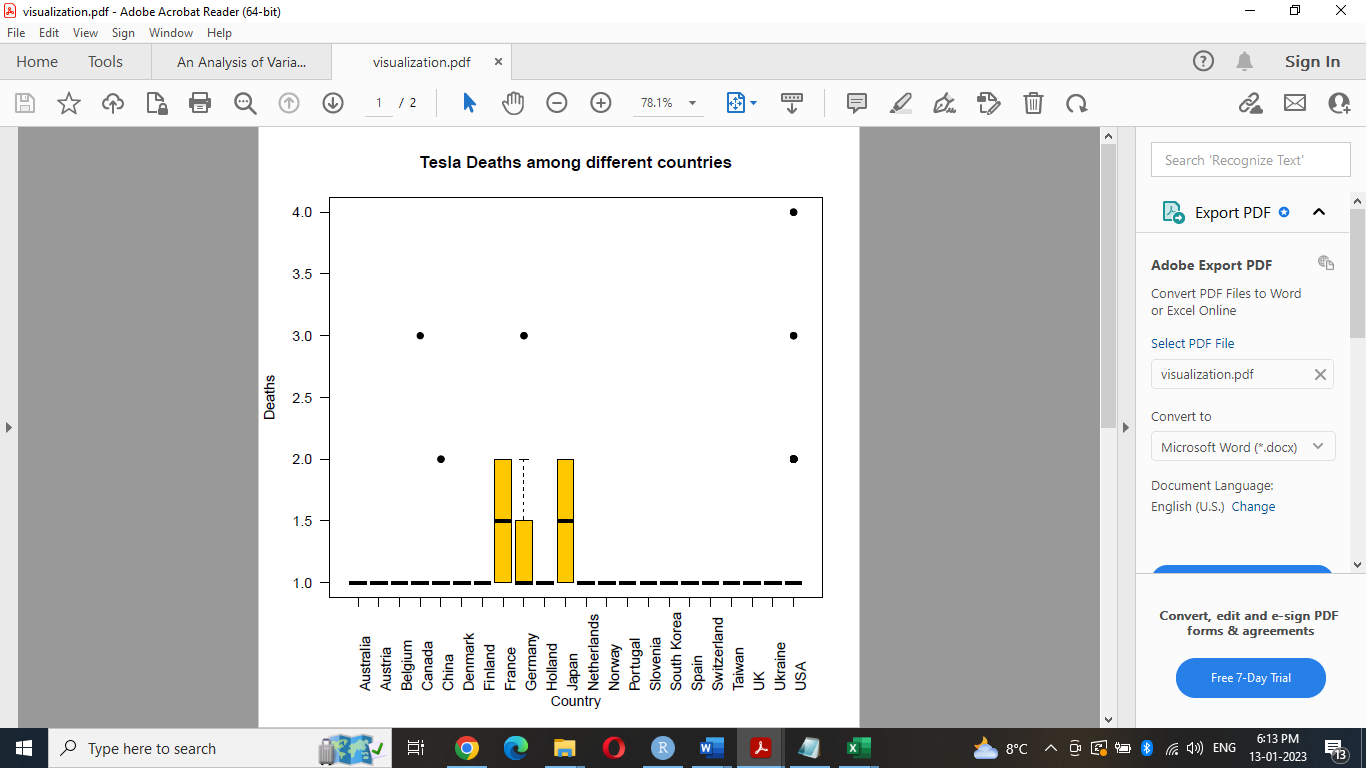 visualization.pdf - Adobe Acrobat Reader (64-bit)
File Edit View Sign Window Help
Home Tools An Analysis of Varia... visualization.pdf × Sign In
1 / 2 78.1%
Tesla Deaths among different countries
4.0
3.5
3.0
2.5
2.0
1.5
1.0
Deaths
Australia
Austria
Belgium
Canada
China
Denmark
Finland
France
Germany
Holland
Japan
Netherlands
Norway
Portugal
Slovenia
South Korea
Spain
Switzerland
Taiwan
UK
Ukraine
USA
Country
Search 'Recognize Text'
Export PDF
Adobe Export PDF
Convert PDF Files to Word
or Excel Online
Select PDF File
visualization.pdf
Convert to
Microsoft Word (*.docx)
Document Language:
English (U.S.) Change
Convert, edit and e-sign PDF
forms & agreements
Free 7-Day Trial
Type here to search
R
W
X
8°C
ENG
6:13 PM
13-01-2023
13